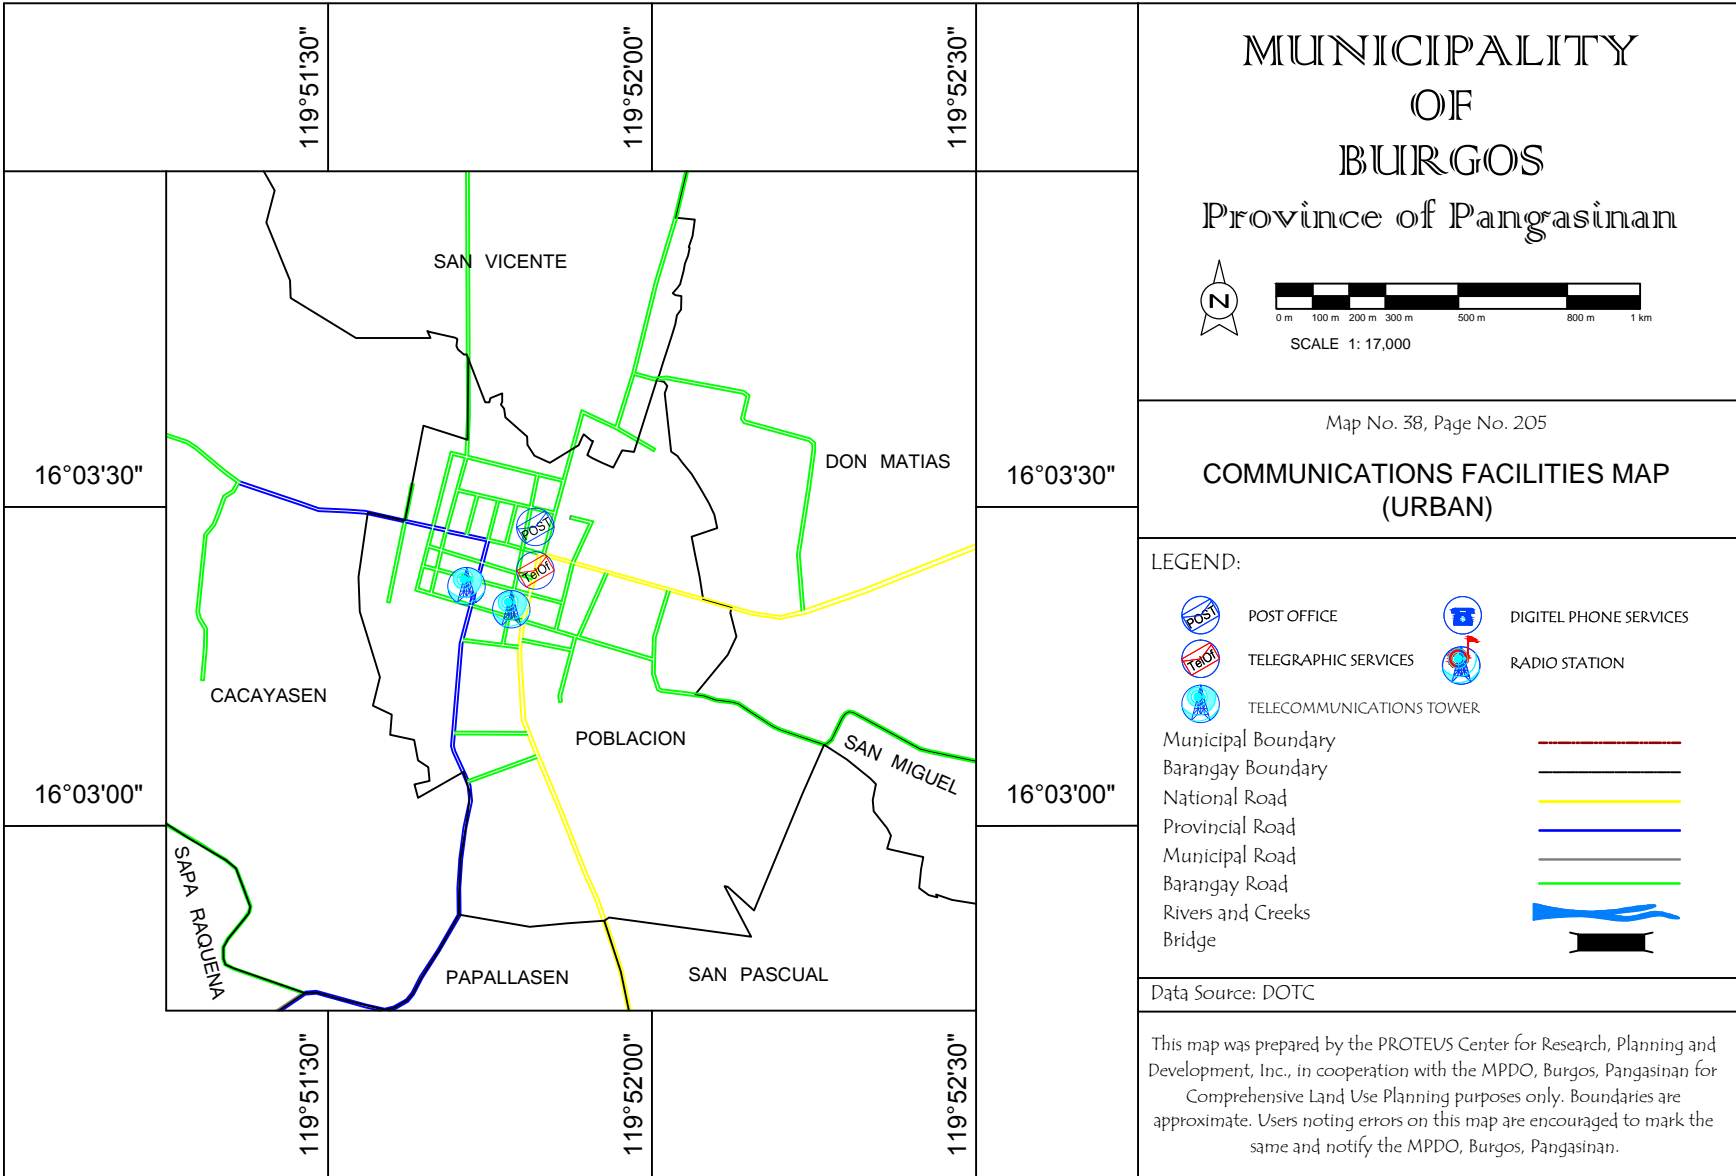 119°51'30"
119°52'00"
119°52'30"
SAN VICENTE
DON MATIAS
16°03'30"
16°03'30"
POST
TelOf
CACAYASEN
POBLACION
SAN MIGUEL
16°03'00"
16°03'00"
SAPA RAQUENA
PAPALLASEN
SAN PASCUAL
119°51'30"
119°52'00"
119°52'30"
MUNICIPALITY
OF
BURGOS
Province of Pangasinan
N
0 m 100 m 200 m 300 m 500 m 800 m 1 km
SCALE 1: 17,000
Map No. 38, Page No. 205
COMMUNICATIONS FACILITIES MAP
(URBAN)
LEGEND:
POST POST OFFICE
DIGITEL PHONE SERVICES
TelOf TELEGRAPHIC SERVICES
RADIO STATION
TELECOMMUNICATIONS TOWER
Municipal Boundary
Barangay Boundary
National Road
Provincial Road
Municipal Road
Barangay Road
Rivers and Creeks
Bridge
Data Source: DOTC
This map was prepared by the PROTEUS Center for Research, Planning and
Development, Inc., in cooperation with the MPDO, Burgos, Pangasinan for
Comprehensive Land Use Planning purposes only. Boundaries are
approximate. Users noting errors on this map are encouraged to mark the
same and notify the MPDO, Burgos, Pangasinan.